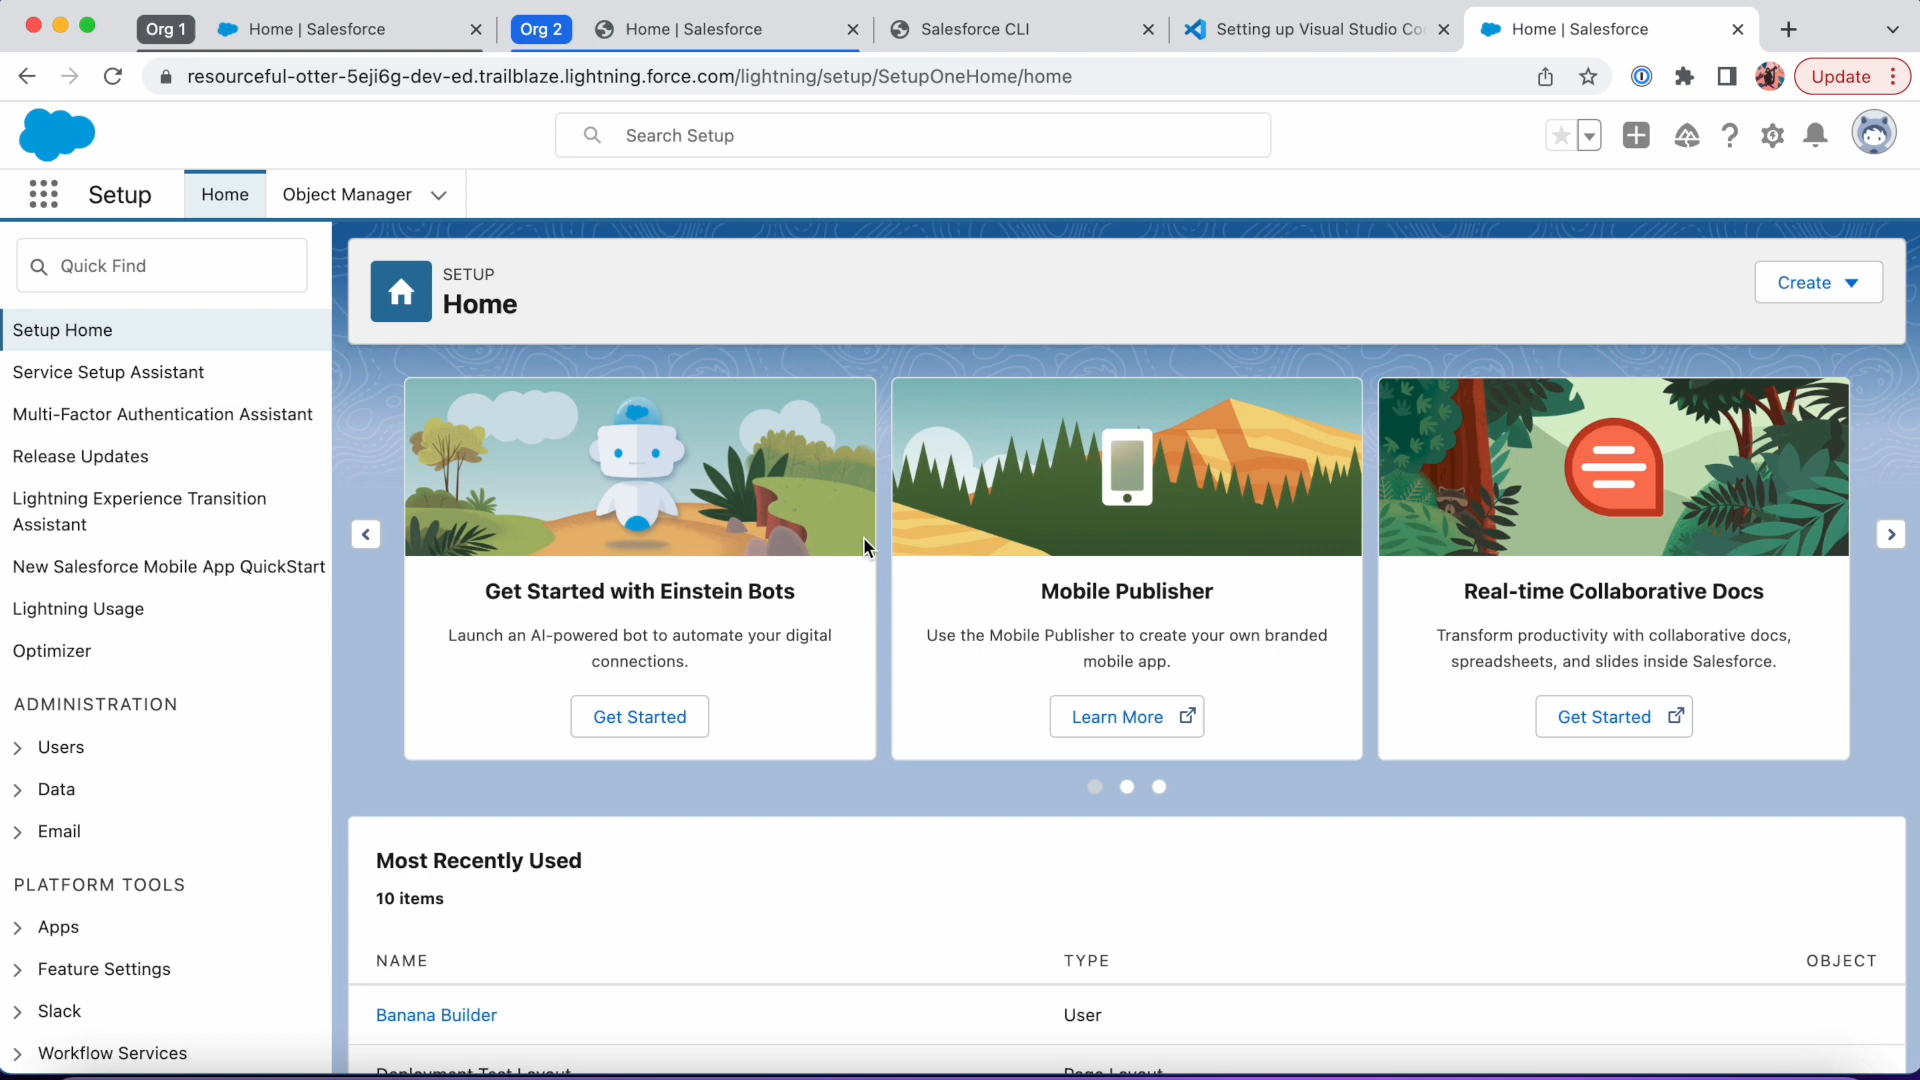 Org 1
Home | Salesforce
Org 2
Home | Salesforce
Salesforce CLI
Setting up Visual Studio Co
Home | Salesforce
resourceful-otter-5eji6g-dev-ed.trailblaze.lightning.force.com/lightning/setup/SetupOneHome/home
Update
Search Setup
Setup
Home
Object Manager
Quick Find
Setup Home
Service Setup Assistant
Multi-Factor Authentication Assistant
Release Updates
Lightning Experience Transition
Assistant
New Salesforce Mobile App QuickStart
Lightning Usage
Optimizer
ADMINISTRATION
Users
Data
Email
PLATFORM TOOLS
Apps
Feature Settings
Slack
Workflow Services
SETUP
Home
Create
Get Started with Einstein Bots
Launch an AI-powered bot to automate your digital
connections.
Get Started
Mobile Publisher
Use the Mobile Publisher to create your own branded
mobile app.
Learn More
Real-time Collaborative Docs
Transform productivity with collaborative docs,
spreadsheets, and slides inside Salesforce.
Get Started
Most Recently Used
10 items
NAME TYPE OBJECT
Banana Builder User
Deployment Test Layout Page Layout